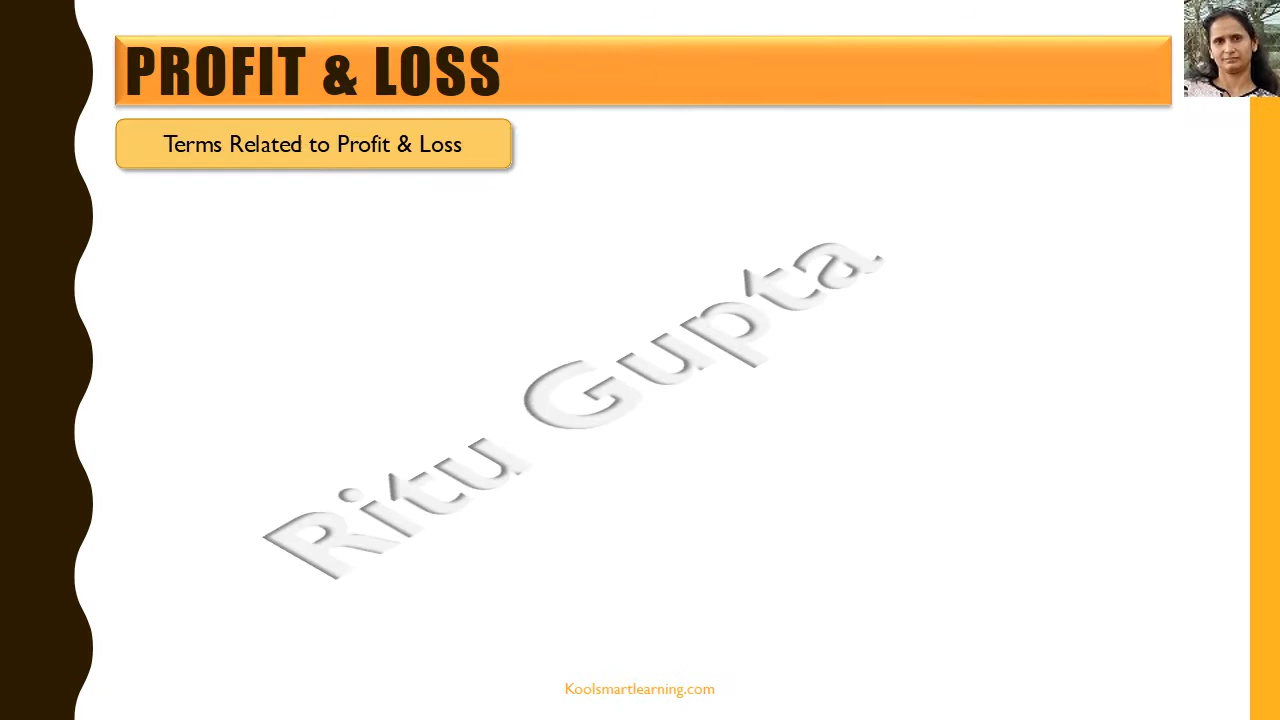 PROFIT & LOSS
Terms Related to Profit & Loss
Ritu Gupta
Koolsmartlearning.com